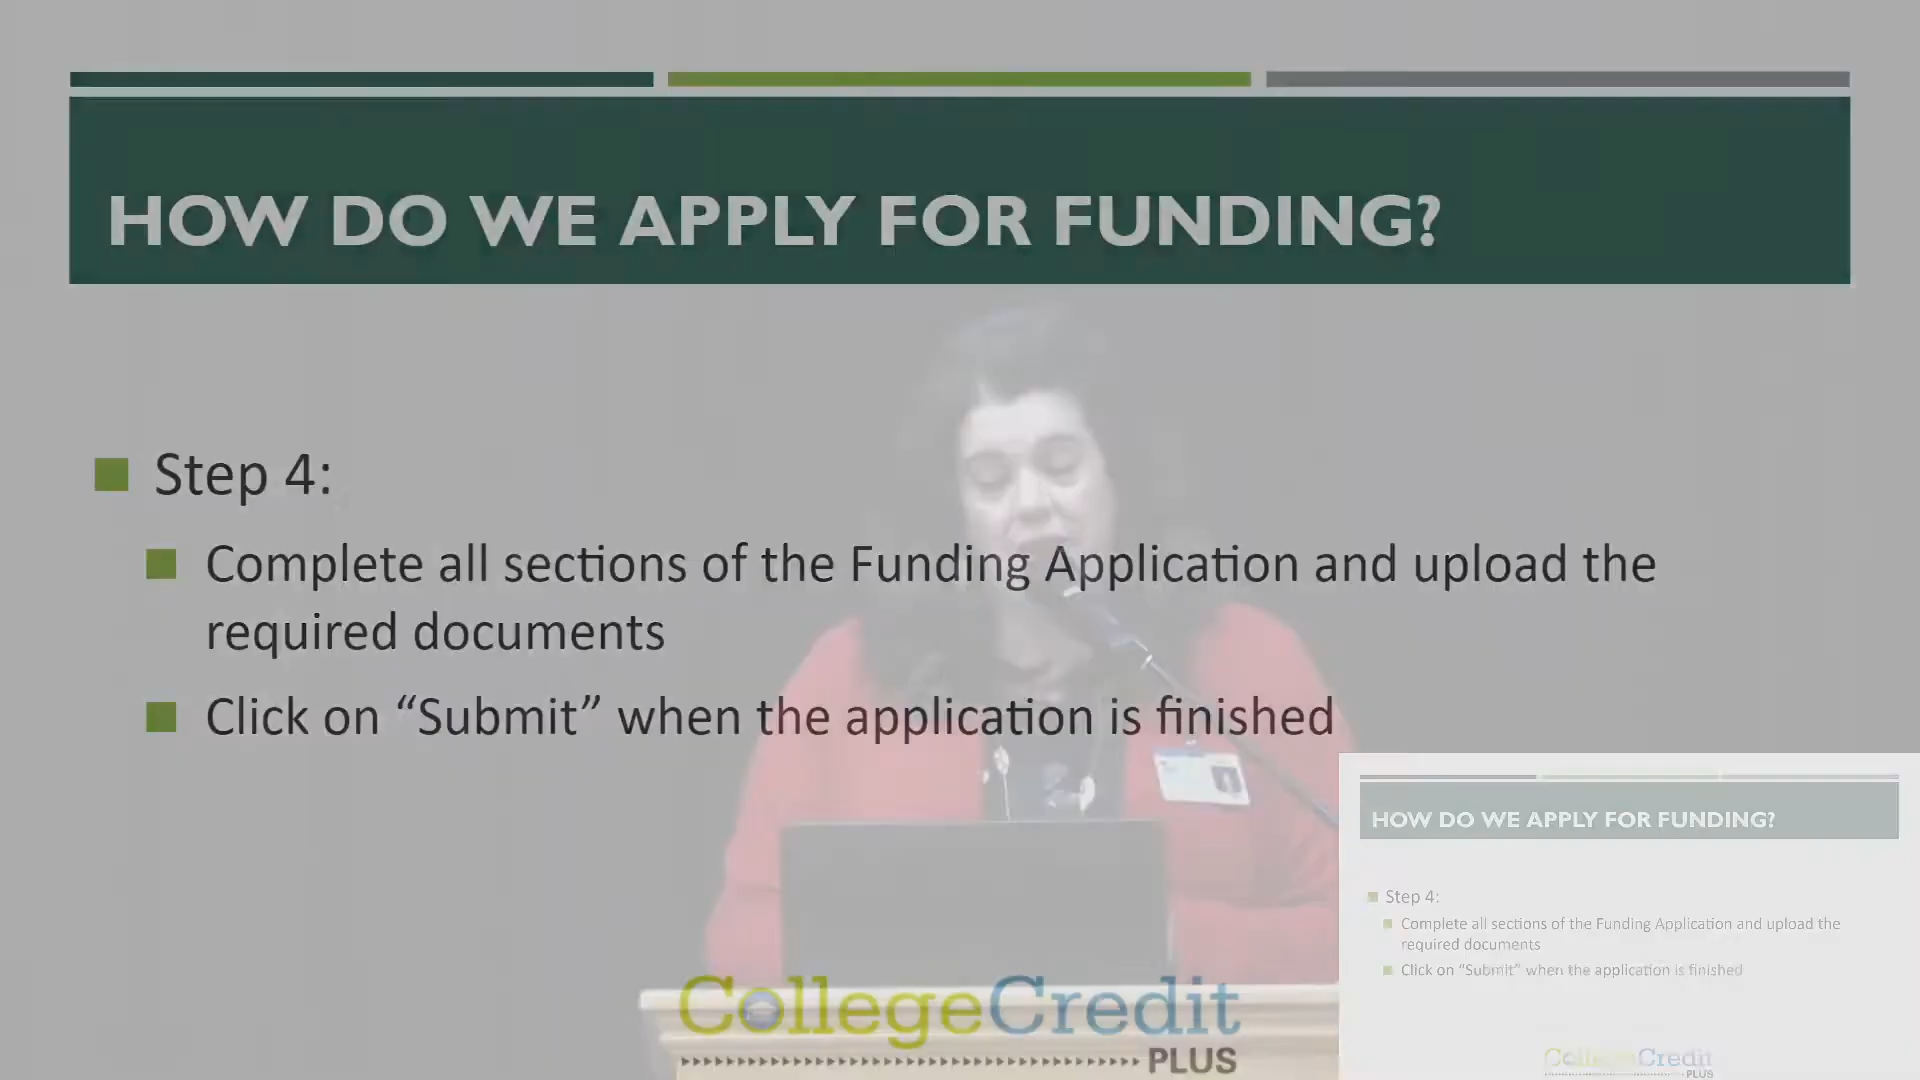 HOW DO WE APPLY FOR FUNDING?
Step 4:
Complete all sections of the Funding Application and upload the
required documents
Click on “Submit” when the application is finished
CollegeCredit
PLUS
HOW DO WE APPLY FOR FUNDING?
Step 4:
Complete all sections of the Funding Application and upload the
required documents
Click on “Submit” when the application is finished
CollegeCredit
PLUS